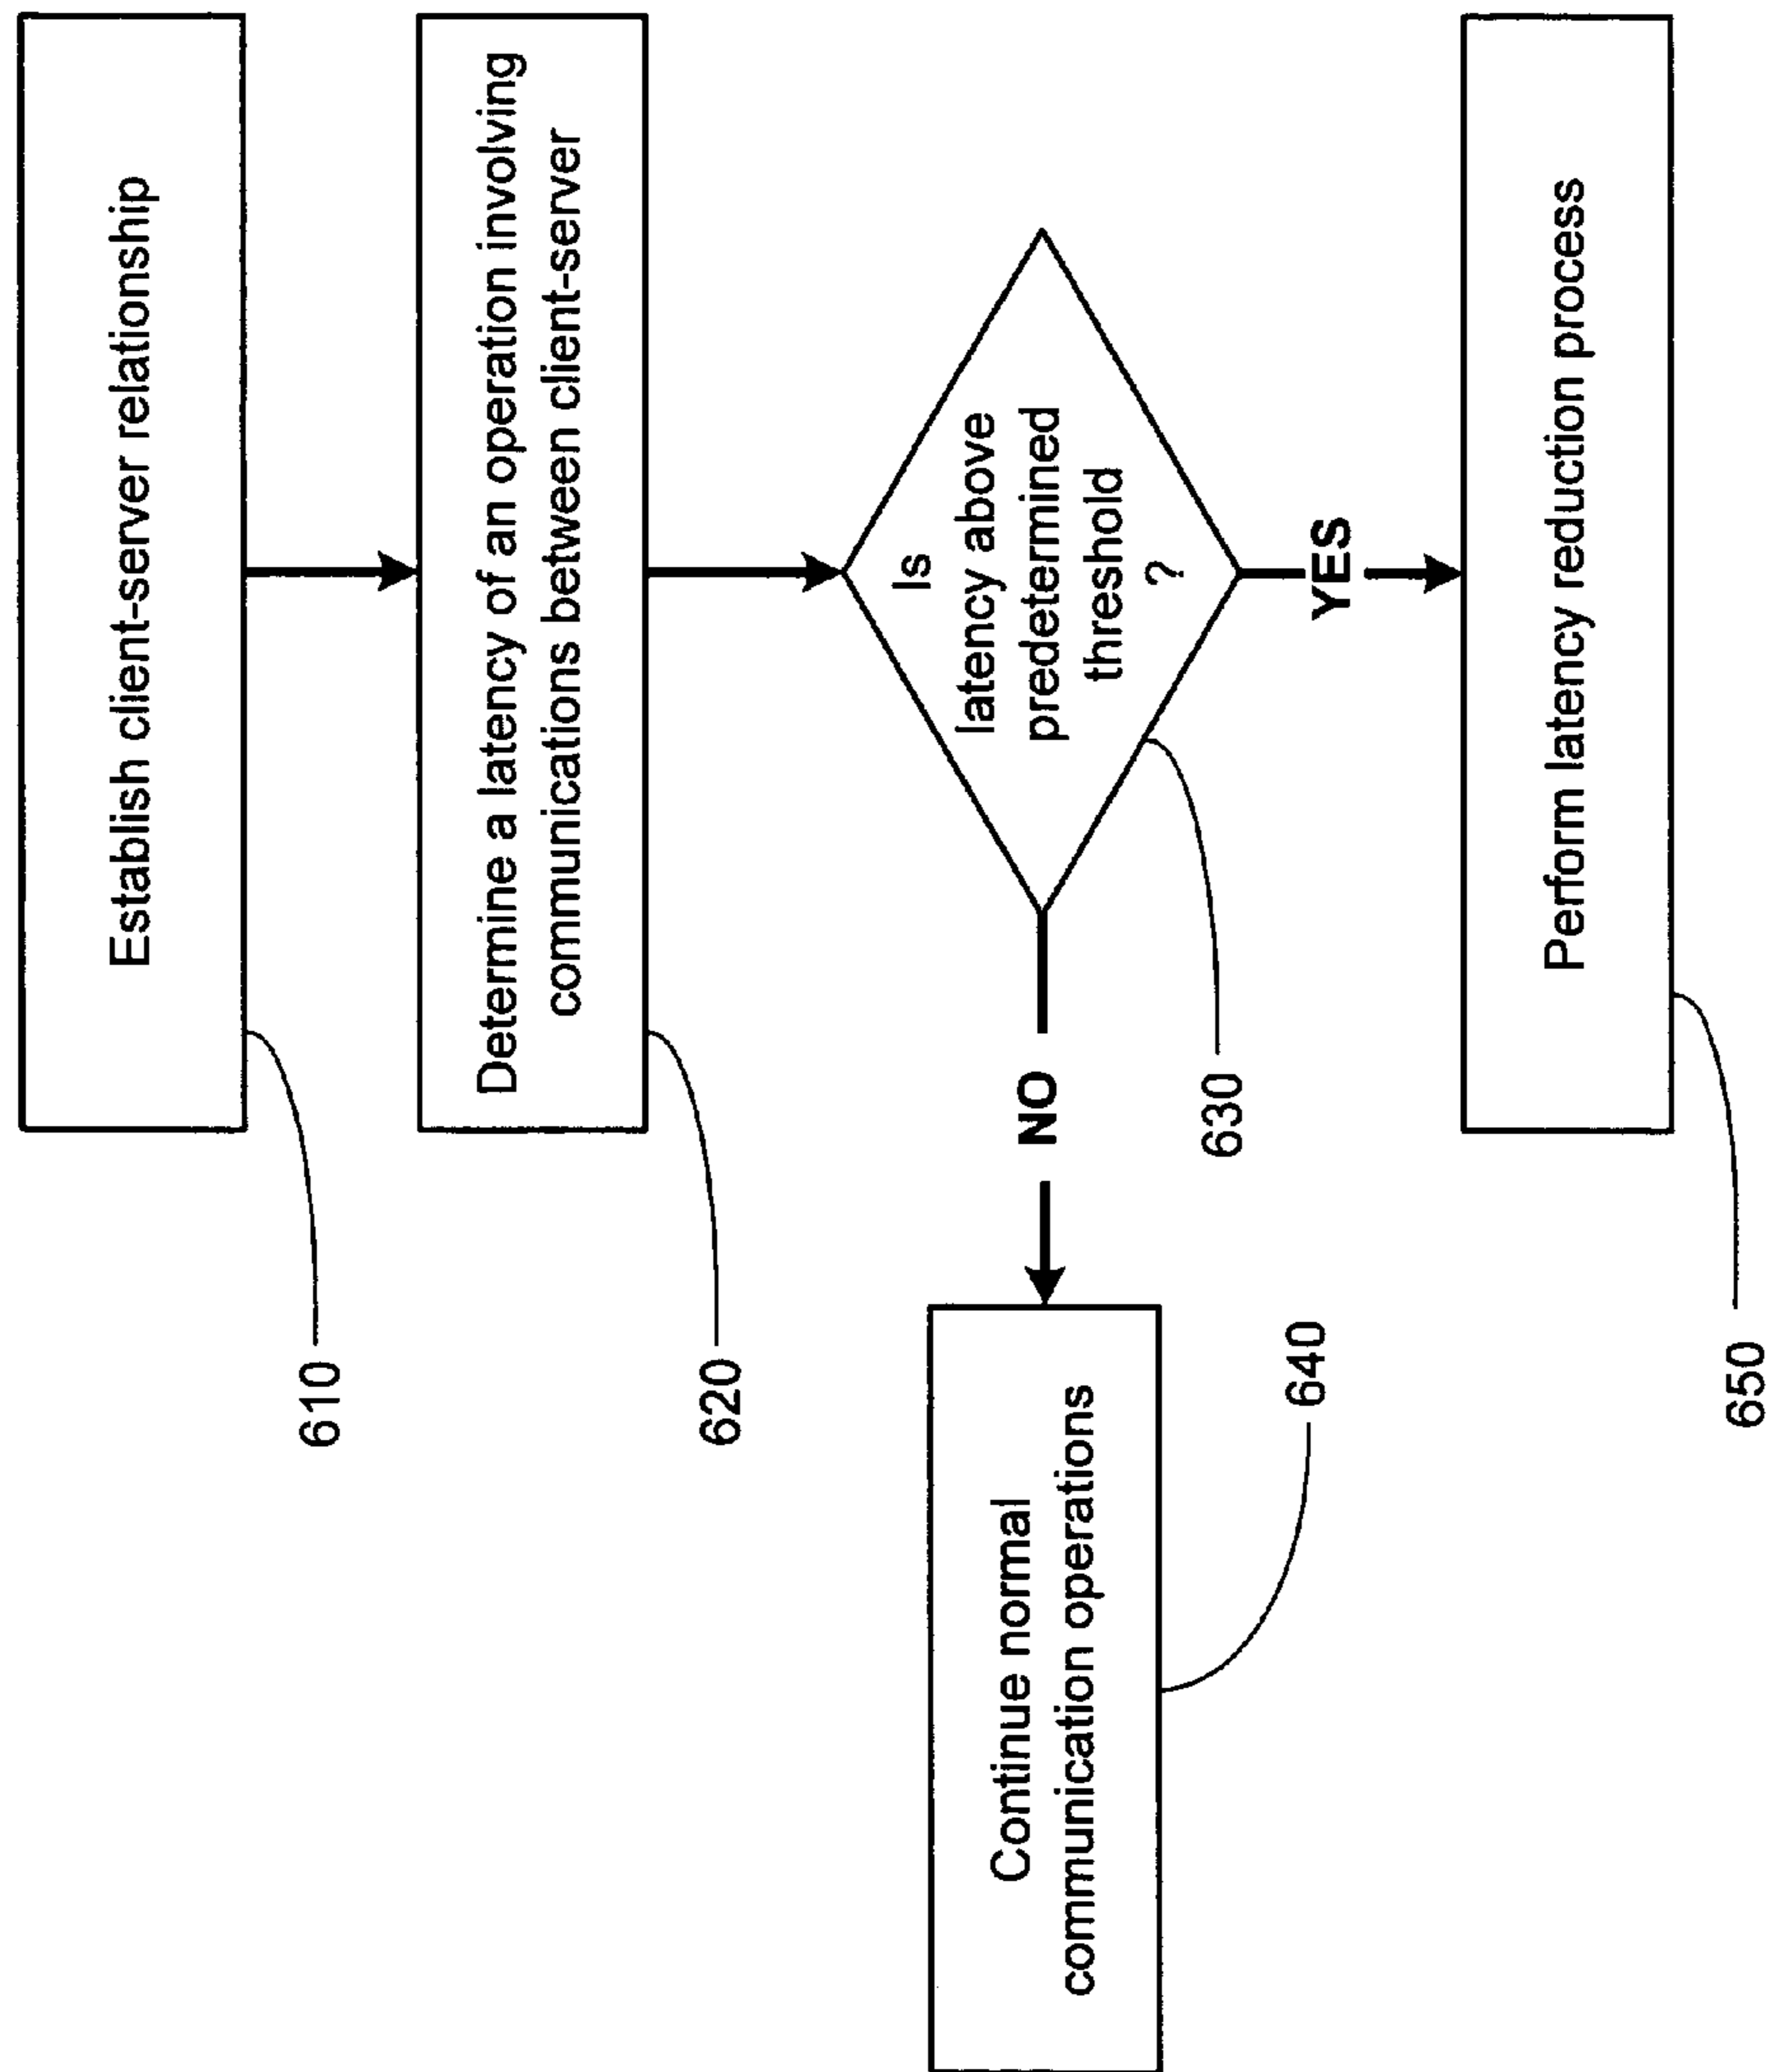 Establish client-server relationship
610
Determine a latency of an operation involving
communications between client-server
620
Is
latency above
predetermined
threshold
?
630
NO
YES
Continue normal
communication operations
640
Perform latency reduction process
650